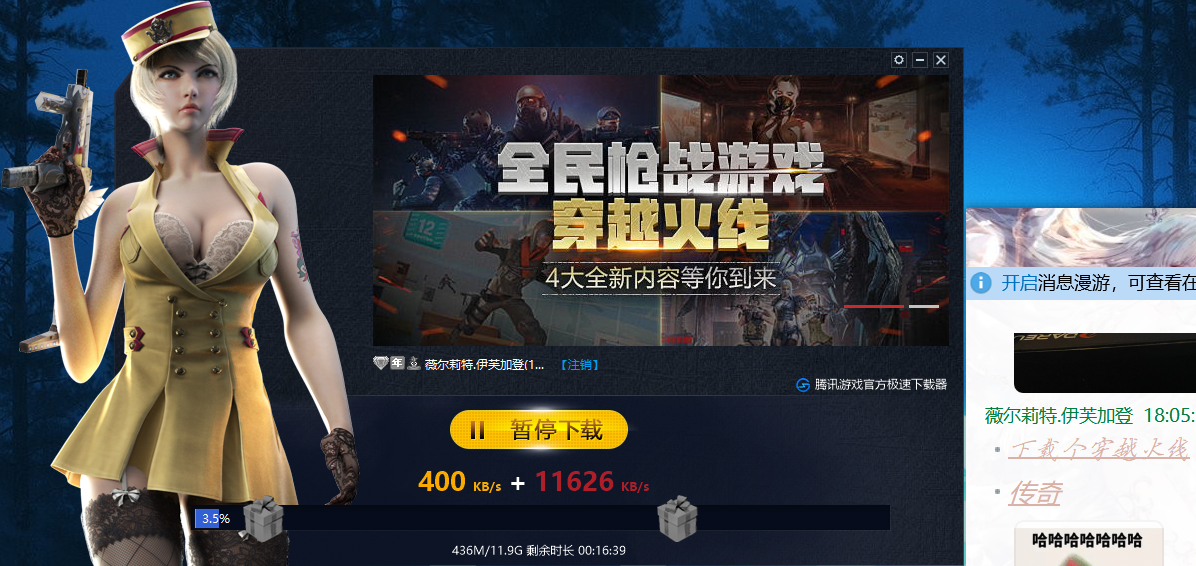 全民枪战游戏
穿越火线
4大全新内容等你到来
年
薇尔莉特.伊芙加登(1... 【注销】
腾讯游戏官方极速下载器
暂停下载
400 KB/s + 11626 KB/s
3.5%
436M/11.9G 剩余时长 00:16:39
开启消息漫游，可查看在
薇尔莉特.伊芙加登 18:05:
下载个穿越火线
传奇
哈哈哈哈哈哈哈